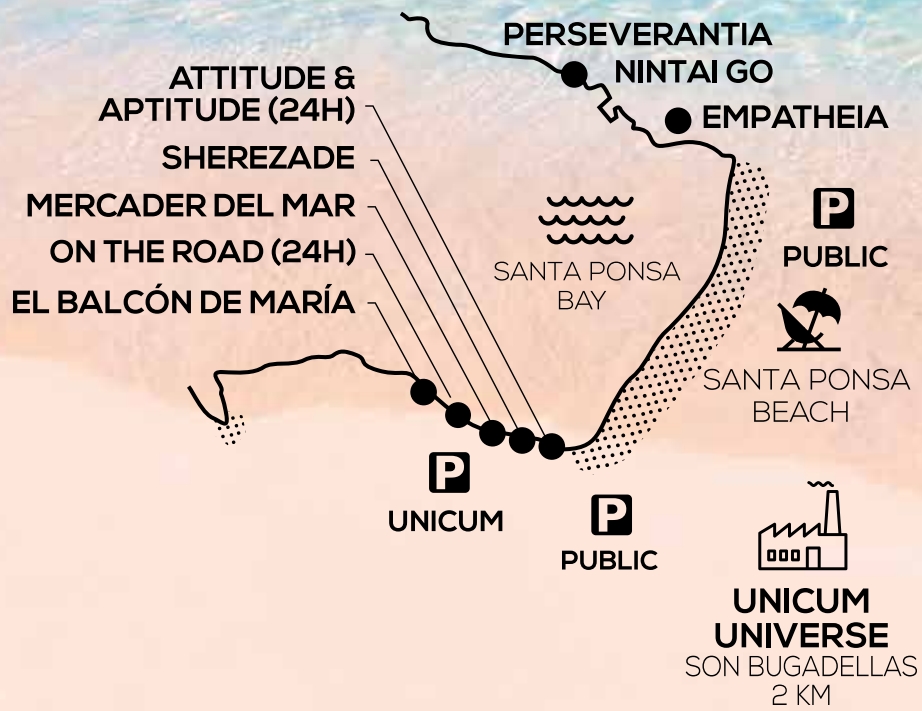 PERSEVERANTIA
NINTAI GO
EMPATHEIA
ATTITUDE &
APTITUDE (24H)
SHEREZADE
MERCADER DEL MAR
ON THE ROAD (24H)
EL BALCÓN DE MARÍA
SANTA PONSA
BAY
P
PUBLIC
SANTA PONSA
BEACH
P
UNICUM
P
PUBLIC
UNICUM
UNIVERSE
SON BUGADELLAS
2 KM